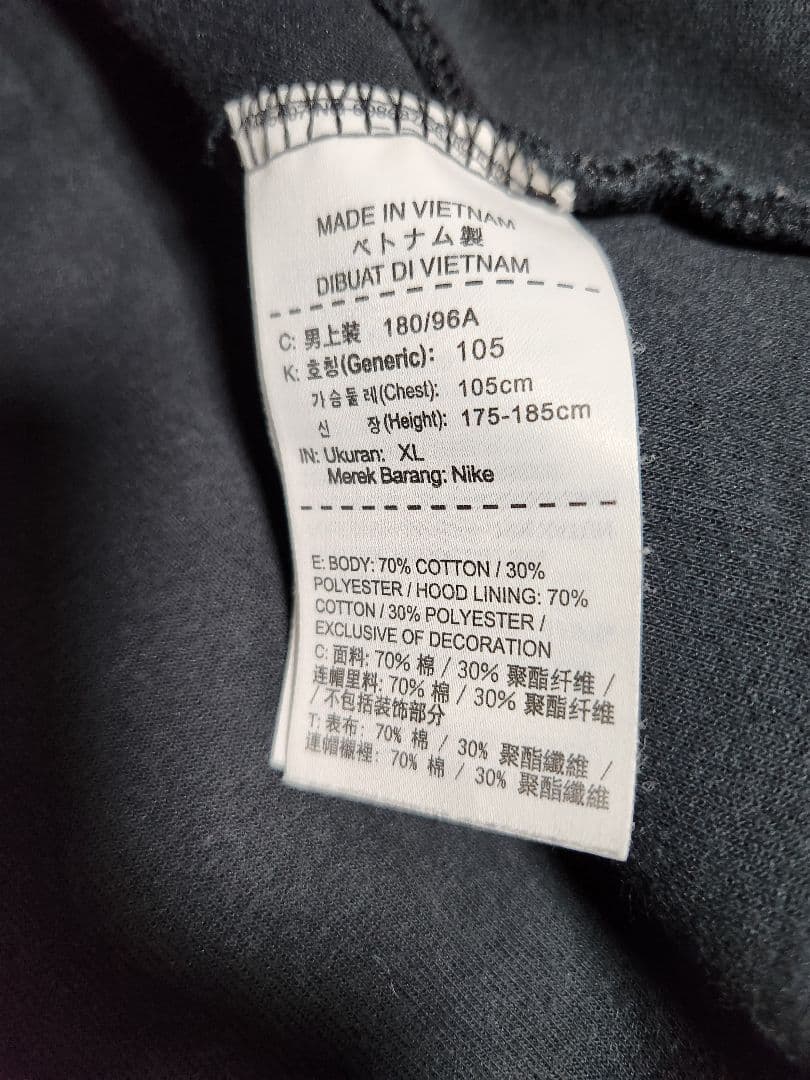 MADE IN VIETNAM
ベトナム製
DIBUAT DI VIETNAM
C: 男上装 180/96A
K: 호칭(Generic): 105
가슴둘레(Chest): 105cm
신 장(Height): 175-185cm
IN: Ukuran: XL
Merek Barang: Nike
E: BODY: 70% COTTON / 30%
POLYESTER / HOOD LINING: 70%
COTTON / 30% POLYESTER /
EXCLUSIVE OF DECORATION
C: 面料: 70% 棉 / 30% 聚酯纤维 /
连帽里料: 70% 棉 / 30% 聚酯纤维
/ 不包括装饰部分
T: 表布: 70% 棉 / 30% 聚酯纖維 /
連帽襯裡: 70% 棉 / 30% 聚酯纖維